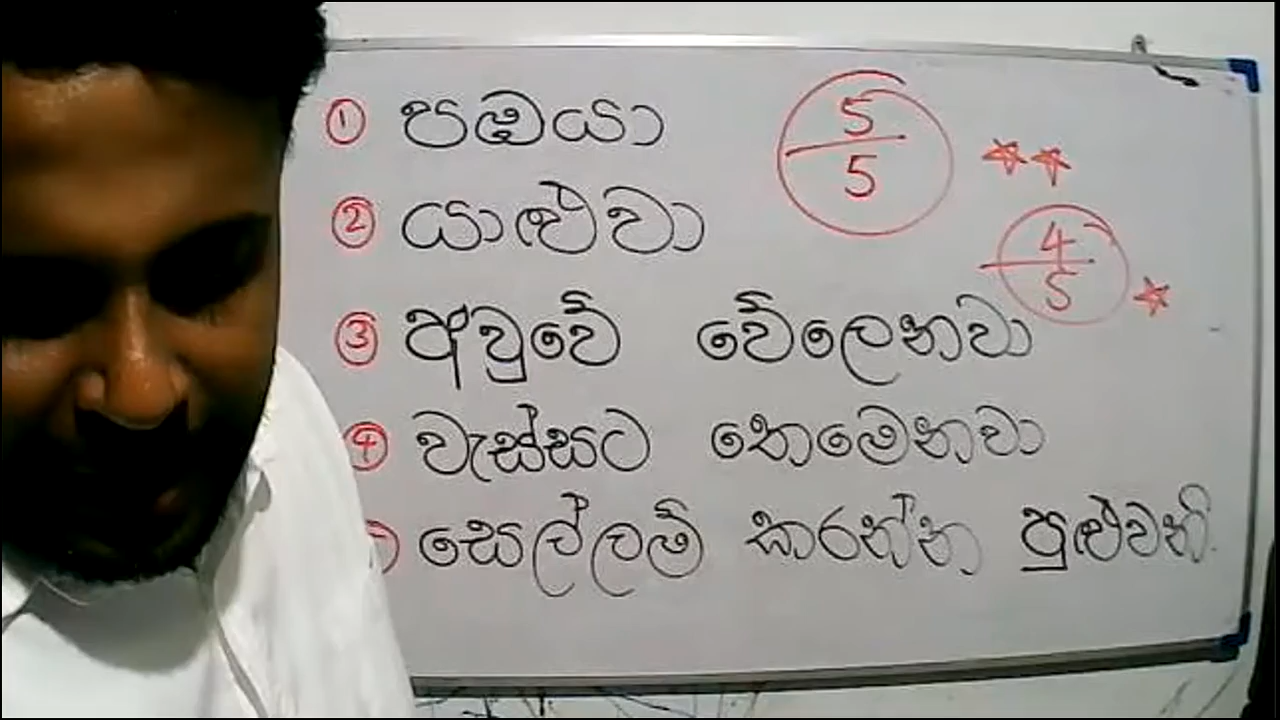 ① පඹයා
② යාළුවා
③ අවුවේ වේලෙනවා
④ වැස්සට තෙමෙනවා
සෙල්ලම් කරන්න පුළුවනි.
5/5
4/5